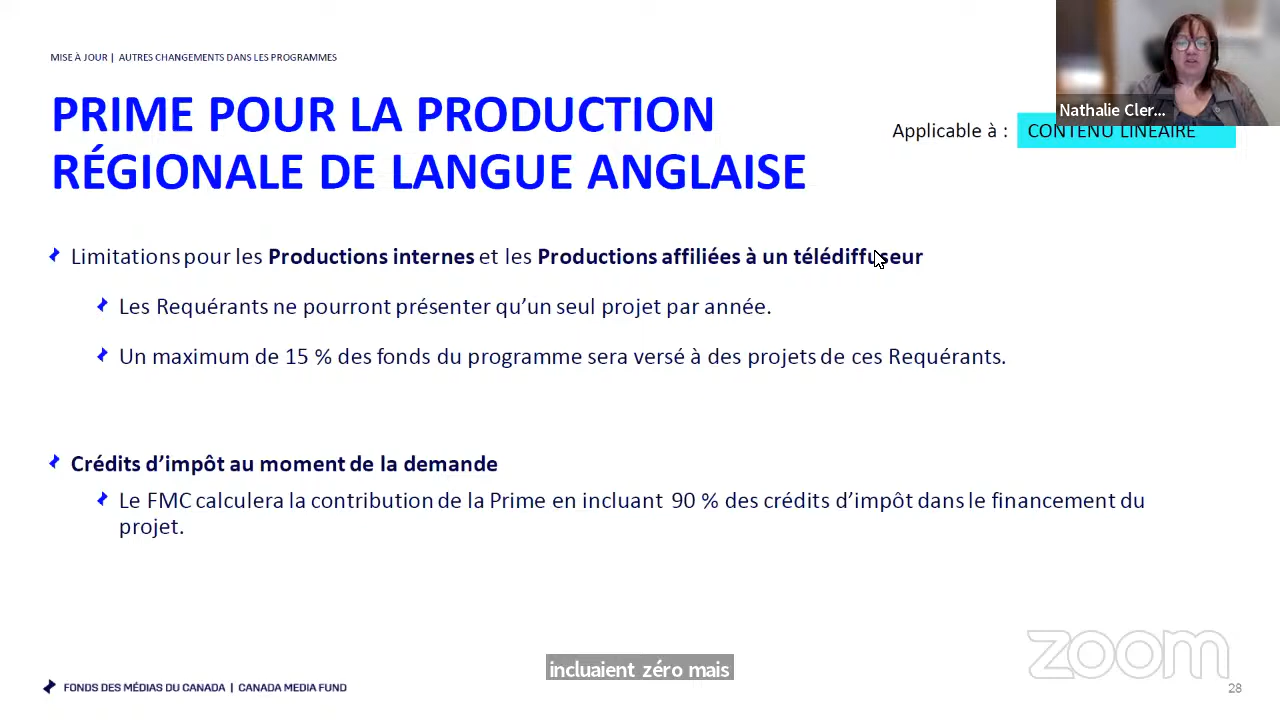 MISE À JOUR | AUTRES CHANGEMENTS DANS LES PROGRAMMES
PRIME POUR LA PRODUCTION
RÉGIONALE DE LANGUE ANGLAISE
Nathalie Cler...
Applicable à : CONTENU LINÉAIRE
Limitations pour les Productions internes et les Productions affiliées à un télédiffuseur
Les Requérants ne pourront présenter qu’un seul projet par année.
Un maximum de 15 % des fonds du programme sera versé à des projets de ces Requérants.
Crédits d’impôt au moment de la demande
Le FMC calculera la contribution de la Prime en incluant 90 % des crédits d’impôt dans le financement du
projet.
incluaient zéro mais
zoom
FONDS DES MÉDIAS DU CANADA | CANADA MEDIA FUND
28